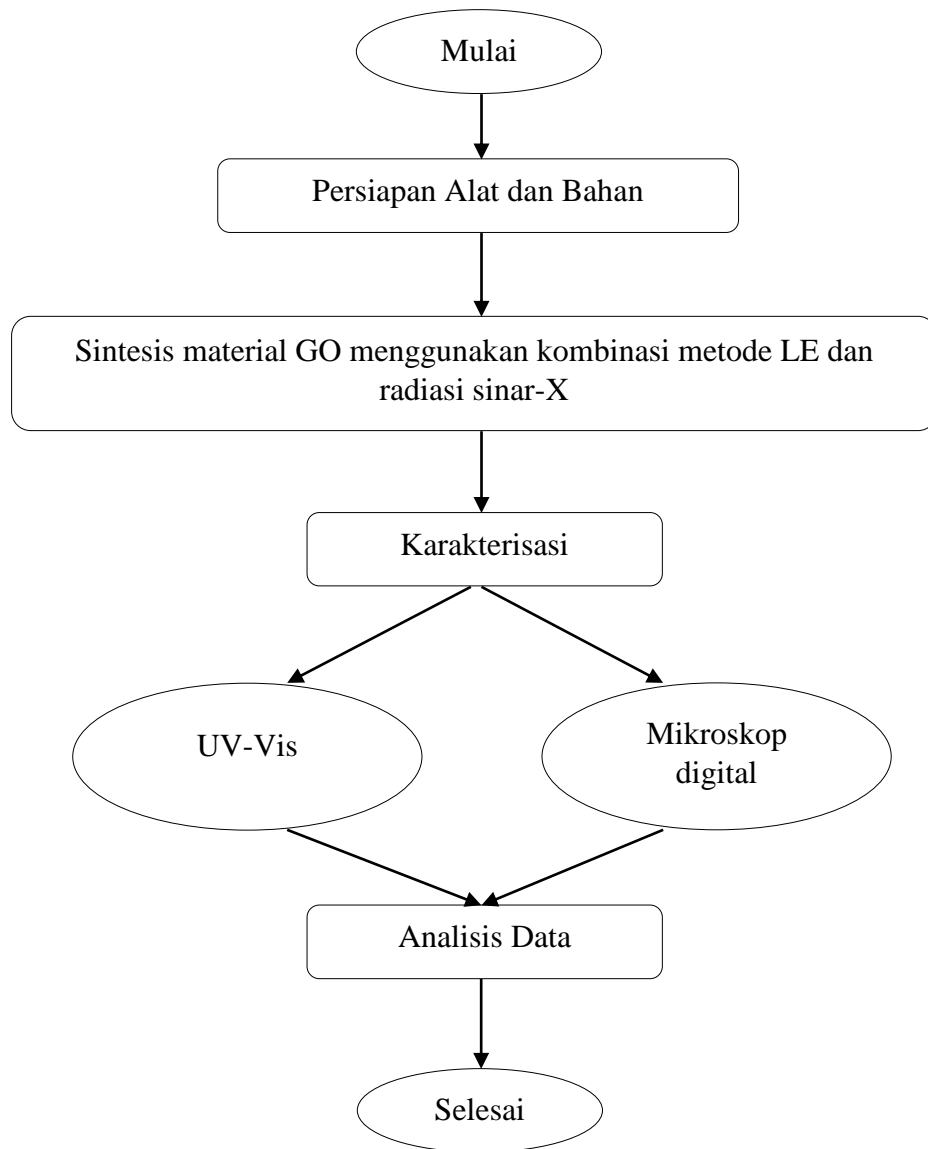 Mulai
Persiapan Alat dan Bahan
Sintesis material GO menggunakan kombinasi metode LE dan
radiasi sinar-X
Karakterisasi
UV-Vis
Mikroskop
digital
Analisis Data
Selesai